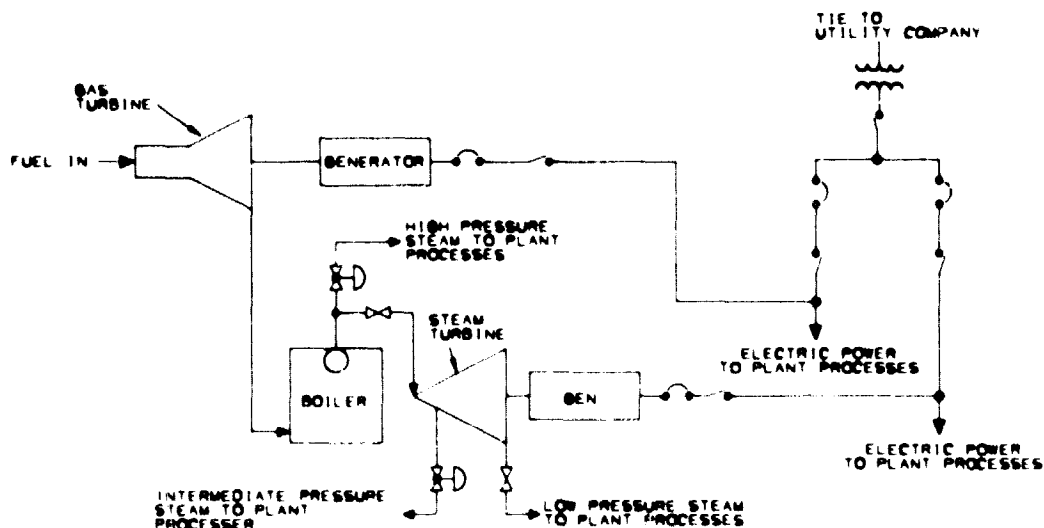 TIE TO
UTILITY COMPANY
GAS
TURBINE
FUEL IN
GENERATOR
HIGH PRESSURE
STEAM TO PLANT
PROCESSES
STEAM
TURBINE
BOILER
GEN
ELECTRIC POWER
TO PLANT PROCESSES
ELECTRIC POWER
TO PLANT PROCESSES
INTERMEDIATE PRESSURE
STEAM TO PLANT
PROCESSER
LOW PRESSURE STEAM
TO PLANT PROCESSES